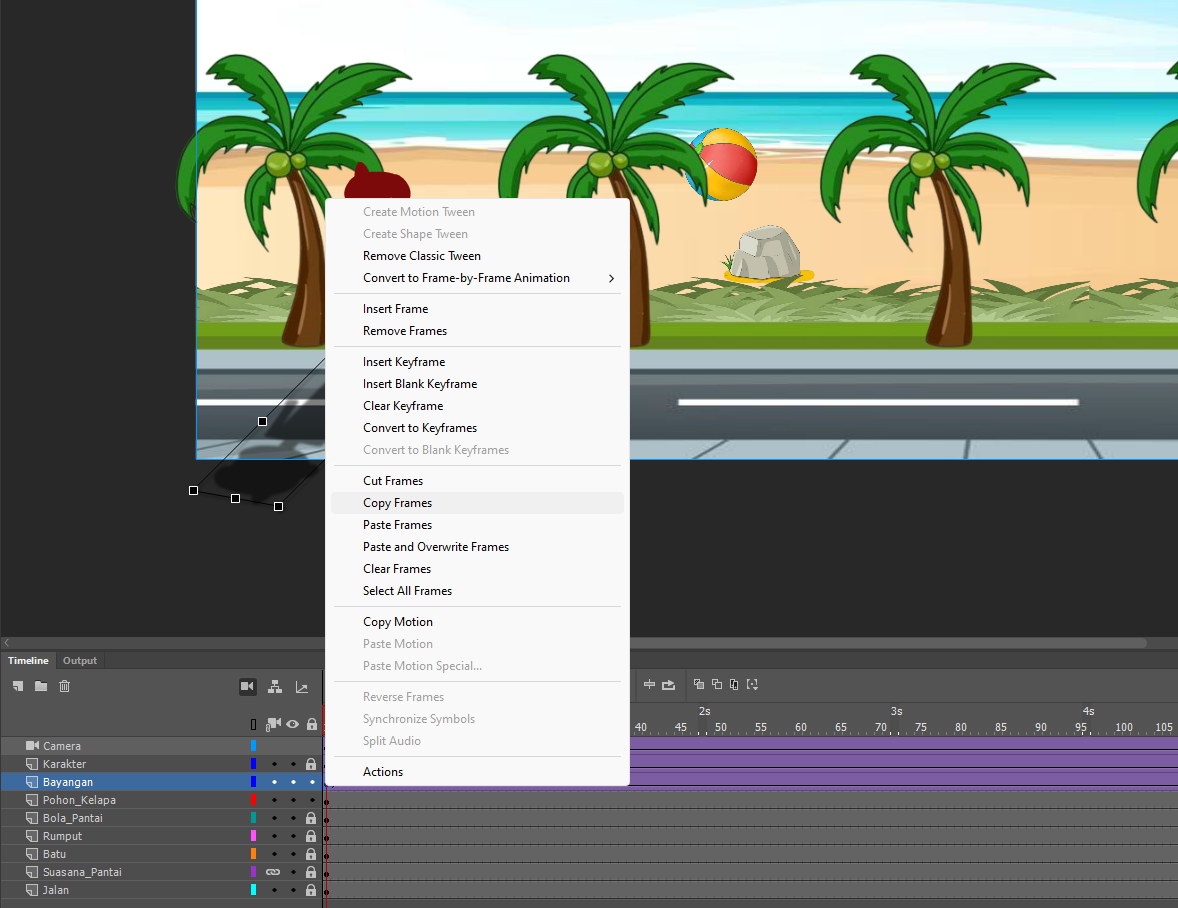 Create Motion Tween
Create Shape Tween
Remove Classic Tween
Convert to Frame-by-Frame Animation
Insert Frame
Remove Frames
Insert Keyframe
Insert Blank Keyframe
Clear Keyframe
Convert to Keyframes
Convert to Blank Keyframes
Cut Frames
Copy Frames
Paste Frames
Paste and Overwrite Frames
Clear Frames
Select All Frames
Copy Motion
Paste Motion
Paste Motion Special...
Reverse Frames
Synchronize Symbols
Split Audio
Actions
Timeline Output
2s 3s 4s
40 45 50 55 60 65 70 75 80 85 90 95 100 105
Camera
Karakter
Bayangan
Pohon_Kelapa
Bola_Pantai
Rumput
Batu
Suasana_Pantai
Jalan